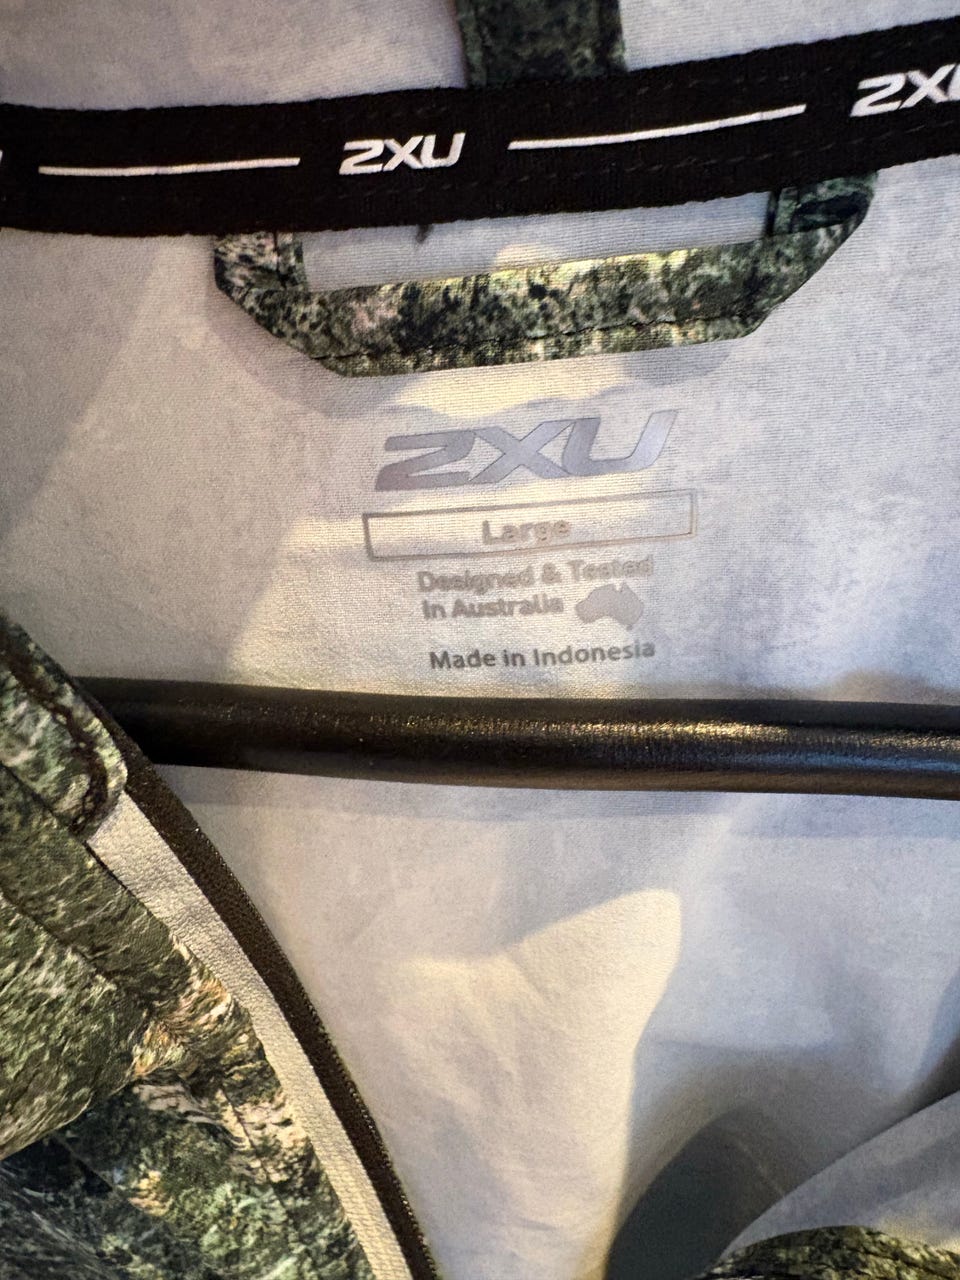 2XU
2XU
2XU
Large
Designed & Tested
in Australia
Made in Indonesia